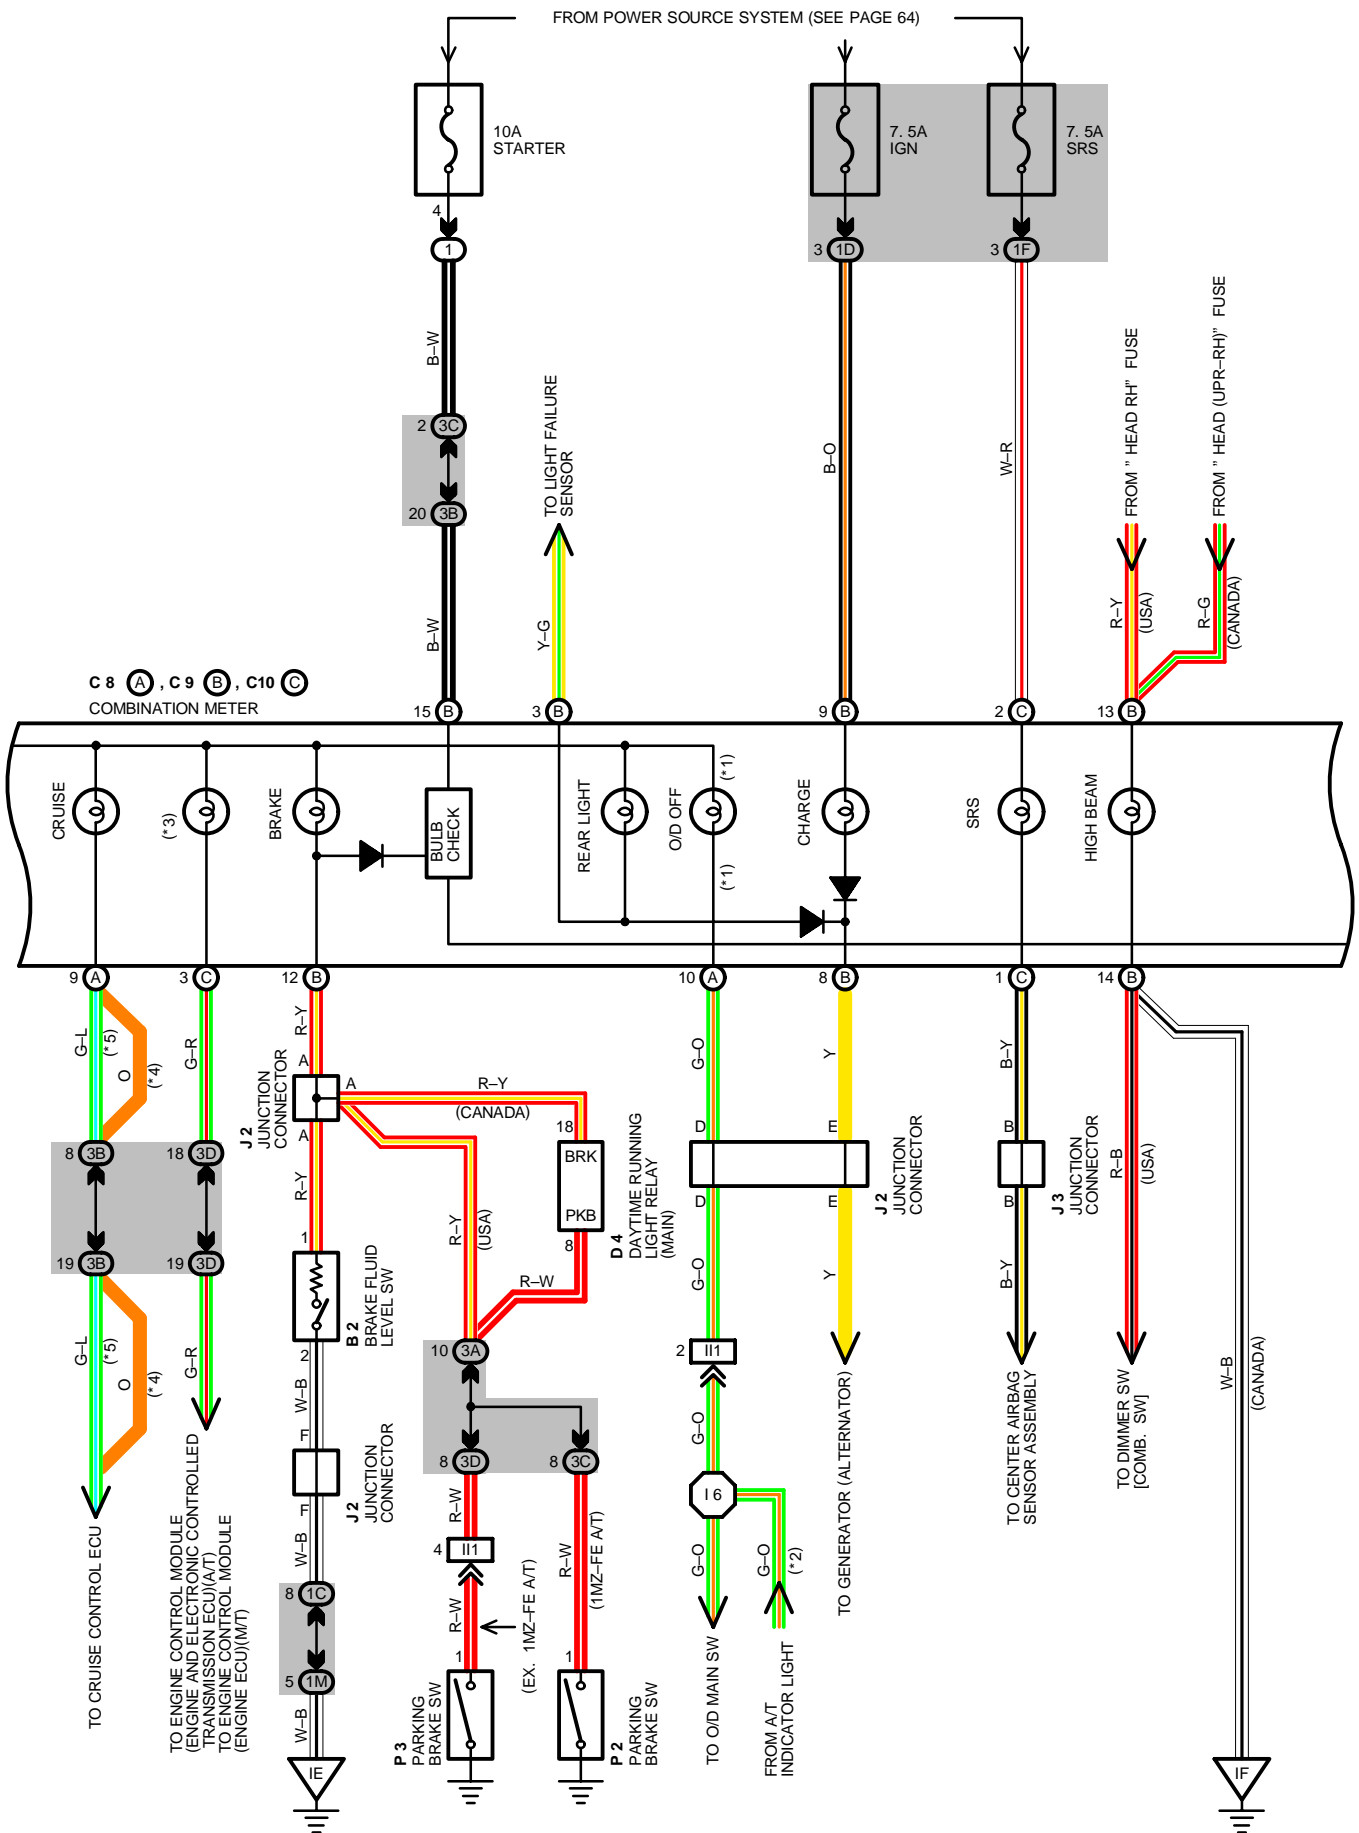 FROM POWER SOURCE SYSTEM (SEE PAGE 64)
10A
STARTER
7. 5A
IGN
7. 5A
SRS
4
1
3 1D
3 1F
B–W
2 3C
20 3B
B–W
TO LIGHT FAILURE
SENSOR
Y–G
B–O
W–R
FROM " HEAD RH" FUSE
FROM " HEAD (UPR–RH)" FUSE
R–Y
(USA)
R–G
(CANADA)
C 8 A , C 9 B , C10 C
COMBINATION METER
15 B
3 B
9 B
2 C
13 B
CRUISE
(*3)
BRAKE
BULB
CHECK
REAR LIGHT
O/D OFF
(*1)
(*1)
CHARGE
SRS
HIGH BEAM
9 A
3 C
12 B
10 A
8 B
1 C
14 B
G–L
(*5)
O
(*4)
G–R
R–Y
A
J 2
JUNCTION
CONNECTOR
A
R–Y
(CANADA)
A
R–Y
R–Y
(USA)
18
BRK
PKB
8
D 4
DAYTIME RUNNING
LIGHT RELAY
(MAIN)
R–W
G–O
Y
B–Y
D
E
D
E
J 2
JUNCTION
CONNECTOR
B
B
J 3
JUNCTION
CONNECTOR
R–B
(USA)
W–B
(CANADA)
8 3B
18 3D
19 3B
19 3D
G–L
(*5)
O
(*4)
G–R
1
B 2
BRAKE FLUID
LEVEL SW
2
W–B
F
J 2
JUNCTION
CONNECTOR
F
W–B
8 1C
5 1M
W–B
IE
10 3A
8 3D
8 3C
R–W
4 II1
R–W
(EX. 1MZ–FE A/T)
R–W
(1MZ–FE A/T)
1
1
P 3
PARKING
BRAKE SW
P 2
PARKING
BRAKE SW
G–O
Y
B–Y
2 II1
G–O
I 6
G–O
G–O
(*2)
TO CRUISE CONTROL ECU
TO ENGINE CONTROL MODULE
(ENGINE AND ELECTRONIC CONTROLLED
TRANSMISSION ECU)(A/T)
TO ENGINE CONTROL MODULE
(ENGINE ECU)(M/T)
TO O/D MAIN SW
FROM A/T
INDICATOR LIGHT
TO GENERATOR (ALTERNATOR)
TO CENTER AIRBAG
SENSOR ASSEMBLY
TO DIMMER SW
[COMB. SW]
IF